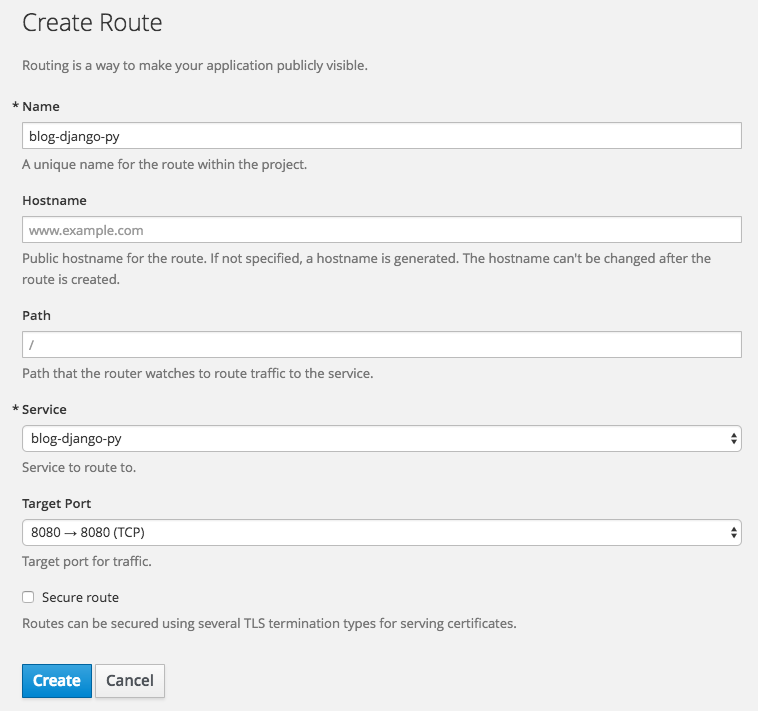 Create Route
Routing is a way to make your application publicly visible.
* Name
blog-django-py
A unique name for the route within the project.
Hostname
www.example.com
Public hostname for the route. If not specified, a hostname is generated. The hostname can't be changed after the
route is created.
Path
/
Path that the router watches to route traffic to the service.
* Service
blog-django-py
Service to route to.
Target Port
8080 → 8080 (TCP)
Target port for traffic.
Secure route
Routes can be secured using several TLS termination types for serving certificates.
Create Cancel